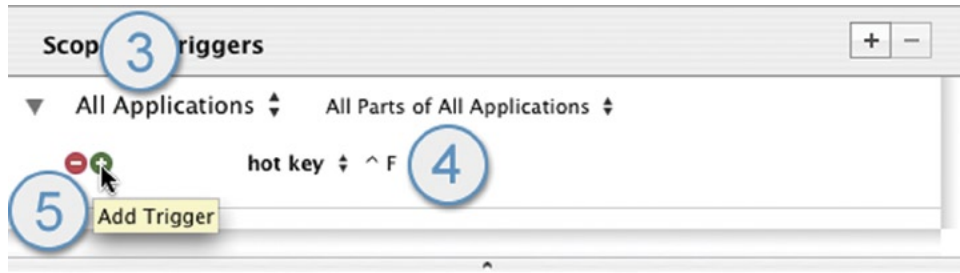 Scop 3 riggers + −
All Applications All Parts of All Applications
hot key ^ F 4
5 Add Trigger